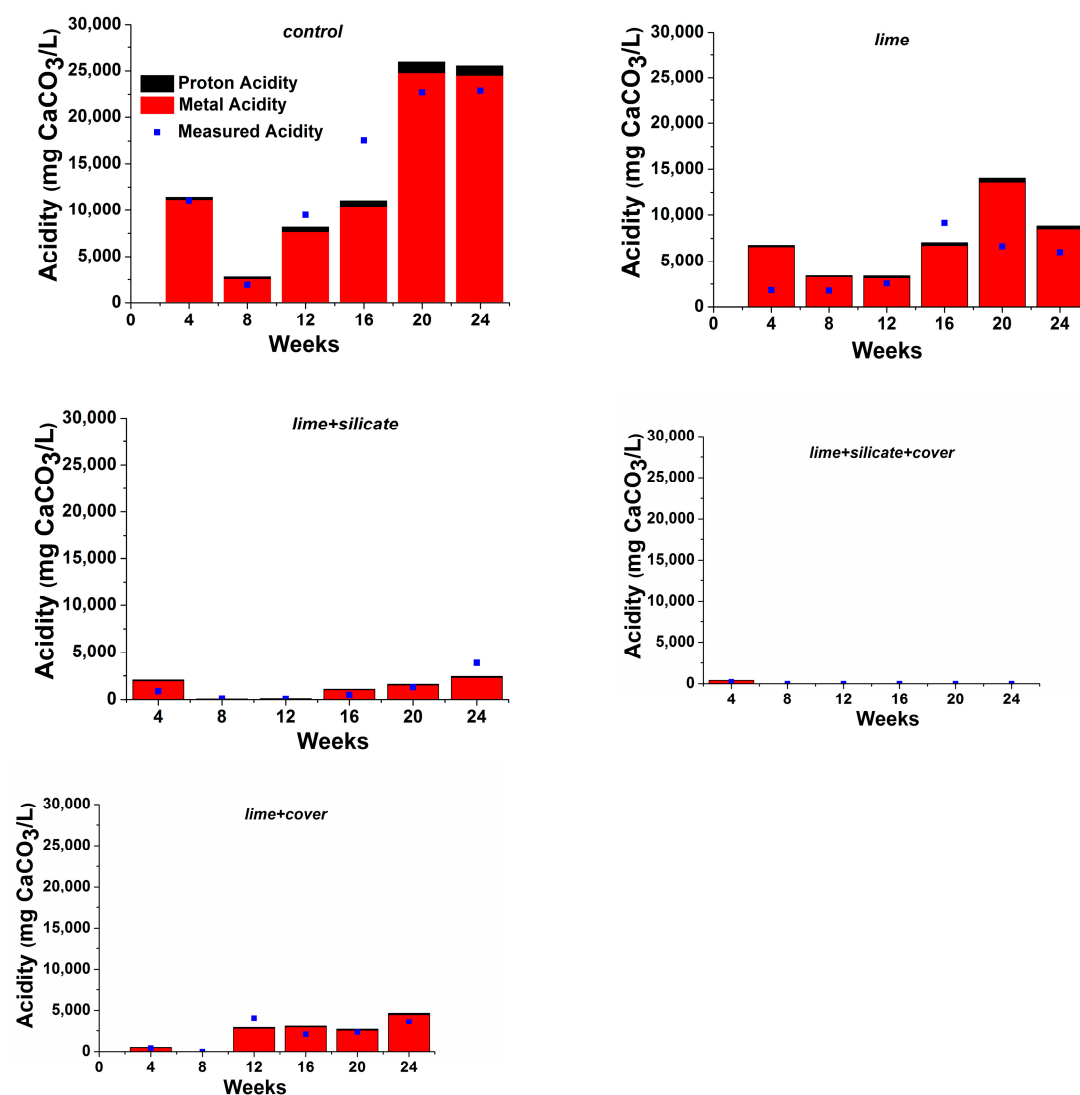 control
Acidity (mg CaCO3/L)
30,000
25,000
20,000
15,000
10,000
5,000
0
Proton Acidity
Metal Acidity
Measured Acidity
0 4 8 12 16 20 24
Weeks
lime
Acidity (mg CaCO3/L)
30,000
25,000
20,000
15,000
10,000
5,000
0
0 4 8 12 16 20 24
Weeks
lime+silicate
Acidity (mg CaCO3/L)
30,000
25,000
20,000
15,000
10,000
5,000
0
4 8 12 16 20 24
Weeks
lime+silicate+cover
Acidity (mg CaCO3/L)
30,000
25,000
20,000
15,000
10,000
5,000
0
4 8 12 16 20 24
Weeks
lime+cover
Acidity (mg CaCO3/L)
30,000
25,000
20,000
15,000
10,000
5,000
0
0 4 8 12 16 20 24
Weeks